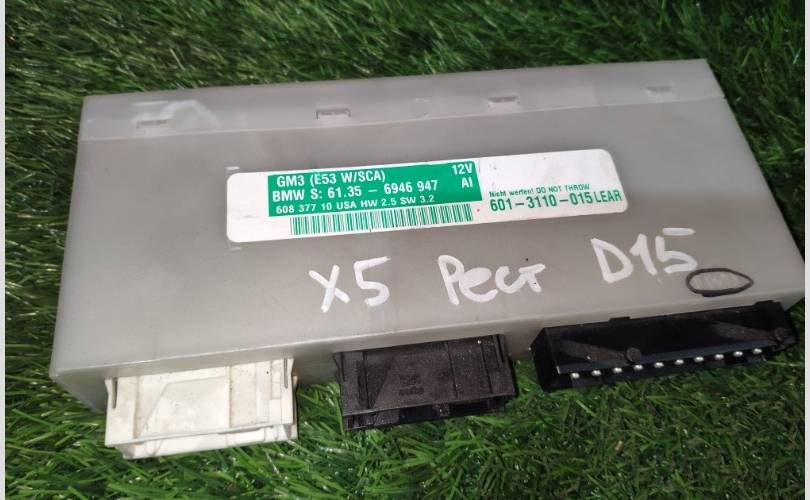 GM3 (E53 W/SCA) 12V
BMW S: 61.35 - 6946 947 AI
608 377 10 USA HW 2.5 SW 3.2
Nicht werfen! DO NOT THROW
601-3110-015 LEAR
X5 Рест D15